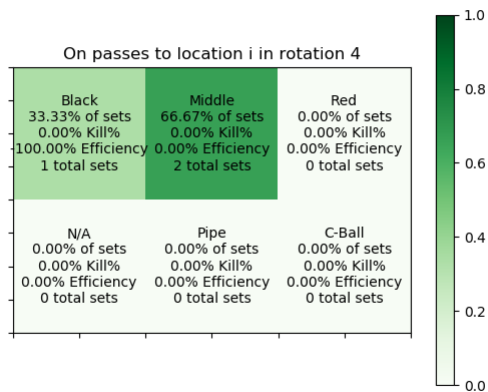 On passes to location i in rotation 4
Black
33.33% of sets
0.00% Kill%
-100.00% Efficiency
1 total sets
Middle
66.67% of sets
0.00% Kill%
0.00% Efficiency
2 total sets
Red
0.00% of sets
0.00% Kill%
0.00% Efficiency
0 total sets
N/A
0.00% of sets
0.00% Kill%
0.00% Efficiency
0 total sets
Pipe
0.00% of sets
0.00% Kill%
0.00% Efficiency
0 total sets
C-Ball
0.00% of sets
0.00% Kill%
0.00% Efficiency
0 total sets
1.0
0.8
0.6
0.4
0.2
0.0